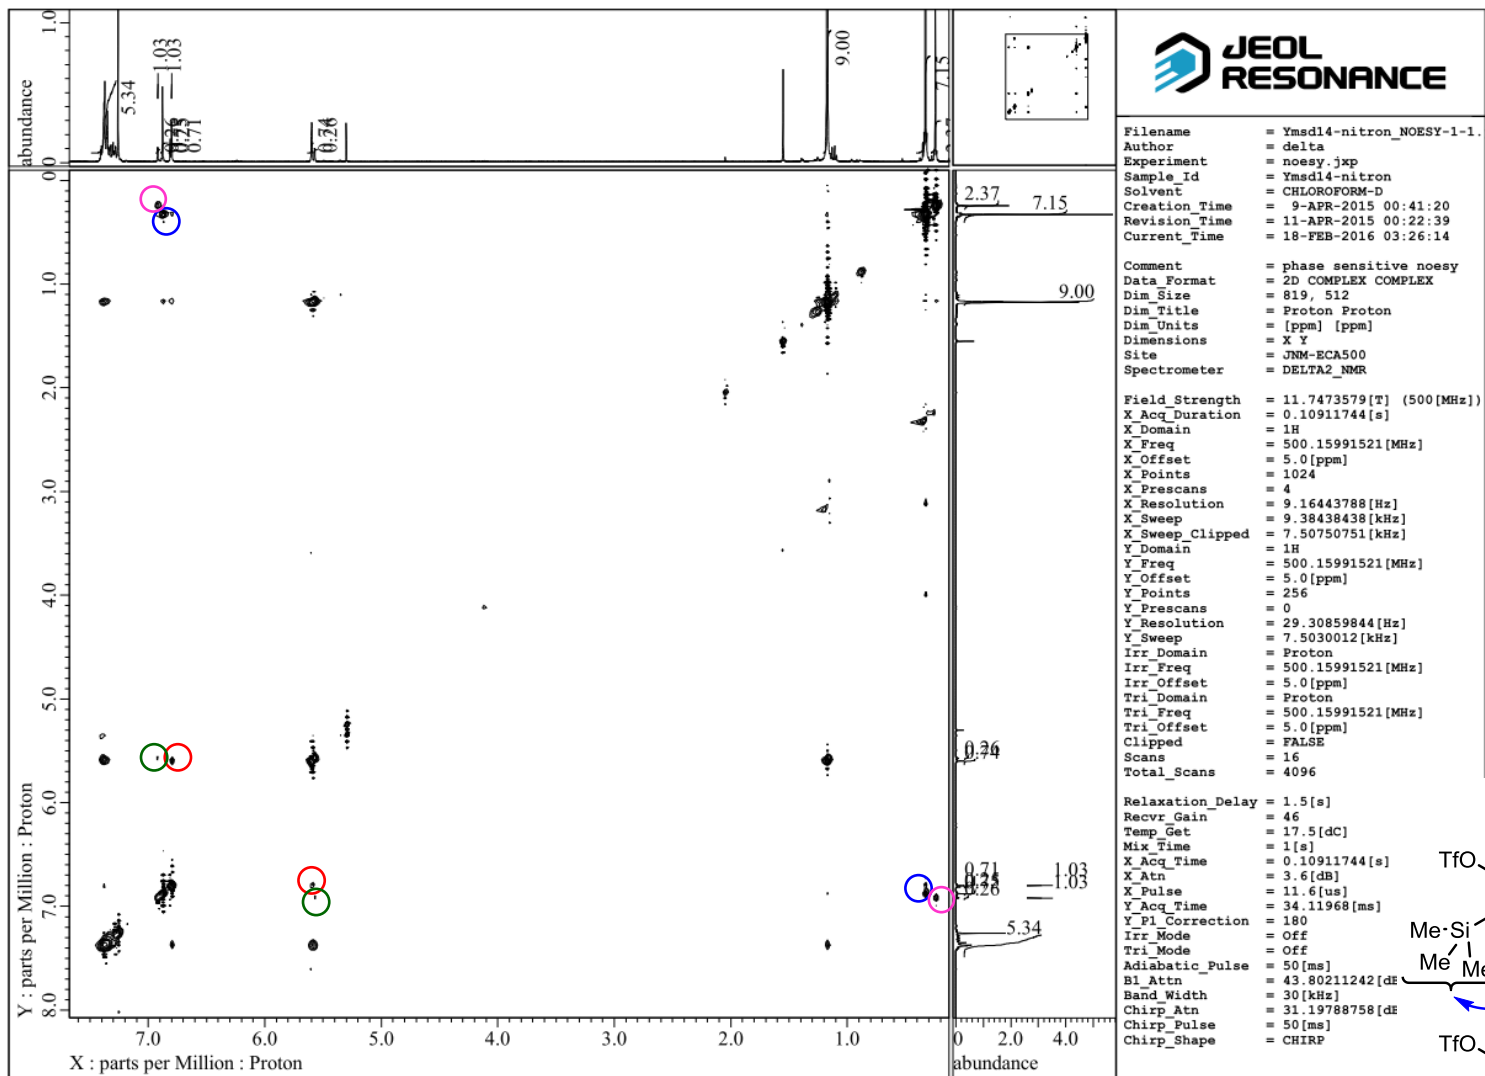 JEOL
RESONANCE
abundance
0
1.0
5.34
1.03
1.03
0.71
9.00
7.15
Filename = Ymsd14-nitron_NOESY-1-1.
Author = delta
Experiment = noesy.jxp
Sample_Id = Ymsd14-nitron
Solvent = CHLOROFORM-D
Creation_Time = 9-APR-2015 00:41:20
Revision_Time = 11-APR-2015 00:22:39
Current_Time = 18-FEB-2016 03:26:14
Comment = phase sensitive noesy
Data_Format = 2D COMPLEX COMPLEX
Dim_Size = 819, 512
Dim_Title = Proton Proton
Dim_Units = [ppm] [ppm]
Dimensions = X Y
Site = JNM-ECA500
Spectrometer = DELTA2_NMR
Field_Strength = 11.7473579[T] (500[MHz])
X_Acq_Duration = 0.10911744[s]
X_Domain = 1H
X_Freq = 500.15991521[MHz]
X_Offset = 5.0[ppm]
X_Points = 1024
X_Prescans = 4
X_Resolution = 9.16443788[Hz]
X_Sweep = 9.38438438[kHz]
X_Sweep_Clipped = 7.50750751[kHz]
Y_Domain = 1H
Y_Freq = 500.15991521[MHz]
Y_Offset = 5.0[ppm]
Y_Points = 256
Y_Prescans = 0
Y_Resolution = 29.30859844[Hz]
Y_Sweep = 7.5030012[kHz]
Irr_Domain = Proton
Irr_Freq = 500.15991521[MHz]
Irr_Offset = 5.0[ppm]
Tri_Domain = Proton
Tri_Freq = 500.15991521[MHz]
Tri_Offset = 5.0[ppm]
Clipped = FALSE
Scans = 16
Total_Scans = 4096
Relaxation_Delay = 1.5[s]
Recvr_Gain = 46
Temp_Get = 17.5[dC]
Mix_Time = 1[s]
X_Acq_Time = 0.10911744[s]
X_Atn = 3.6[dB]
X_Pulse = 11.6[us]
Y_Acq_Time = 34.11968[ms]
Y_P1_Correction = 180
Irr_Mode = Off
Tri_Mode = Off
Adiabatic_Pulse = 50[ms]
B1_Attn = 43.80211242[dB
Band_Width = 30[kHz]
Chirp_Atn = 31.19788758[dB
Chirp_Pulse = 50[ms]
Chirp_Shape = CHIRP
TfO
Me Si
Me Me
TfO
2.37
7.15
9.00
0.26
0.74
0.71
1.03
1.03
0.26
5.34
0 2.0 4.0
abundance
0
1.0
2.0
3.0
4.0
5.0
6.0
7.0
8.0
Y : parts per Million : Proton
7.0 6.0 5.0 4.0 3.0 2.0 1.0
X : parts per Million : Proton